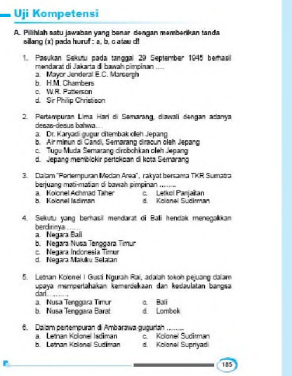 Uji Kompetensi
A. Pilihlah satu jawaban yang benar dengan memberikan tanda
silang (x) pada huruf : a, b, c atau d!
1. Pasukan Sekutu pada tanggal 29 September 1945 berhasil
mendarat di Jakarta di bawah pimpinan ....
a. Mayor Jenderal E.C. Mansergh
b. H.M. Chambers
c. W.R. Patterson
d. Sir Philip Christison
2. Pertempuran Lima Hari di Semarang, diawali dengan adanya
desas-desus bahwa...
a. Dr. Karyadi gugur ditembak oleh Jepang
b. Air minum di Candi, Semarang diracun oleh Jepang
c. Tugu Muda Semarang dirobohkan oleh Jepang
d. Jepang memblokir pertokoan di kota Semarang
3. Dalam "Pertempuran Medan Area", rakyat bersama TKR Sumatra
berjuang mati-matian di bawah pimpinan ........
a. Kolonel Achmad Taher c. Letkol Panjaitan
b. Kolonel Isdiman d. Kolonel Sudirman
4. Sekutu yang berhasil mendarat di Bali hendak menegakkan
berdirinya ......
a. Negara Bali
b. Negara Nusa Tenggara Timur
c. Negara Indonesia Timur
d. Negara Maluku Selatan
5. Letnan Kolonel I Gusti Ngurah Rai, adalah tokoh pejuang dalam
upaya mempertahankan kemerdekaan dan kedaulatan bangsa
dari..........
a. Nusa Tenggara Timur c. Bali
b. Nusa Tenggara Barat d. Lombok
6. Dalam pertempuran di Ambarawa gugurlah ........
a. Letnan Kolonel Isdiman c. Kolonel Sudirman
b. Letnan Kolonel Sudirman d. Kolonel Supriyadi
185